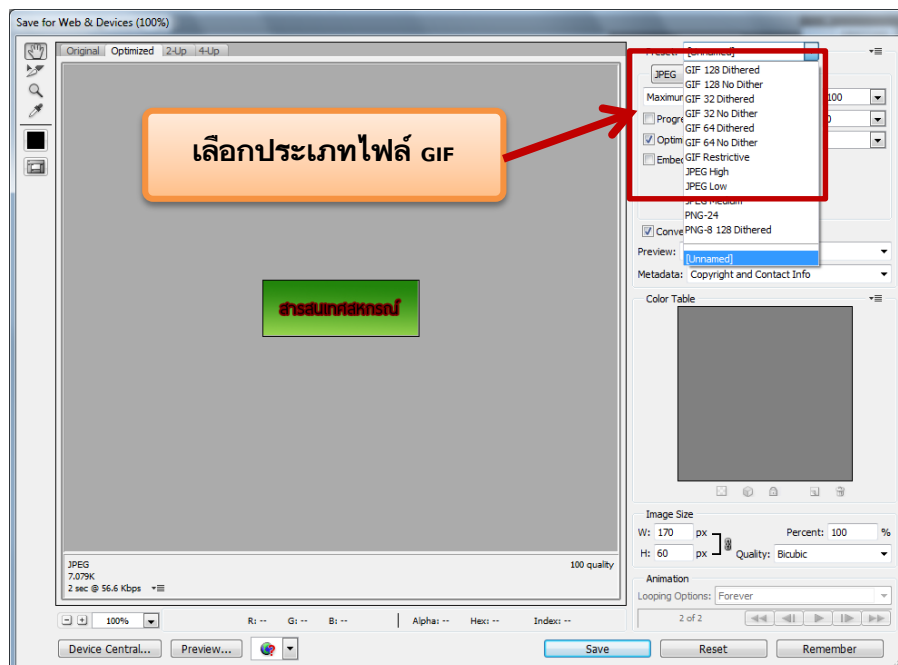 Save for Web & Devices (100%)
Original Optimized 2-Up 4-Up
Preset: [Unnamed]
JPEG
GIF 128 Dithered
GIF 128 No Dither
GIF 32 Dithered
GIF 32 No Dither
GIF 64 Dithered
GIF 64 No Dither
GIF Restrictive
JPEG High
JPEG Low
JPEG Medium
PNG-24
PNG-8 128 Dithered
[Unnamed]
100
เลือกประเภทไฟล์ GIF
สารสนเทศสหกรณ์
Preview:
Metadata: Copyright and Contact Info
Color Table
Image Size
W: 170 px Percent: 100 %
H: 60 px Quality: Bicubic
Animation
Looping Options: Forever
2 of 2
JPEG 100 quality
7.079K
2 sec @ 56.6 Kbps
100% R: -- G: -- B: -- Alpha: -- Hex: -- Index: --
Device Central... Preview... Save Reset Remember